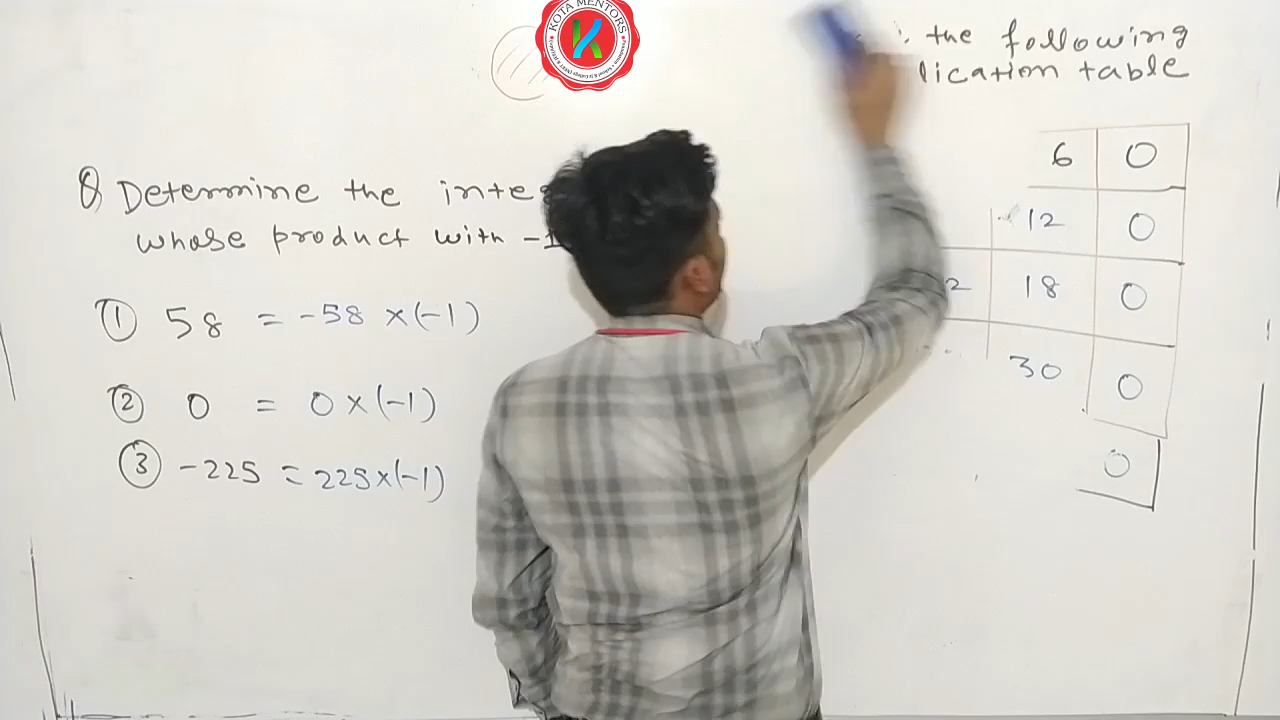 KOTA MENTORS
the following
lication table
Q Determine the inte
whose product with -1
① 58 = -58 ×(-1)
② 0 = 0×(-1)
③ -225 = 225×(-1)
6 0
12 0
2 18 0
30 0
0